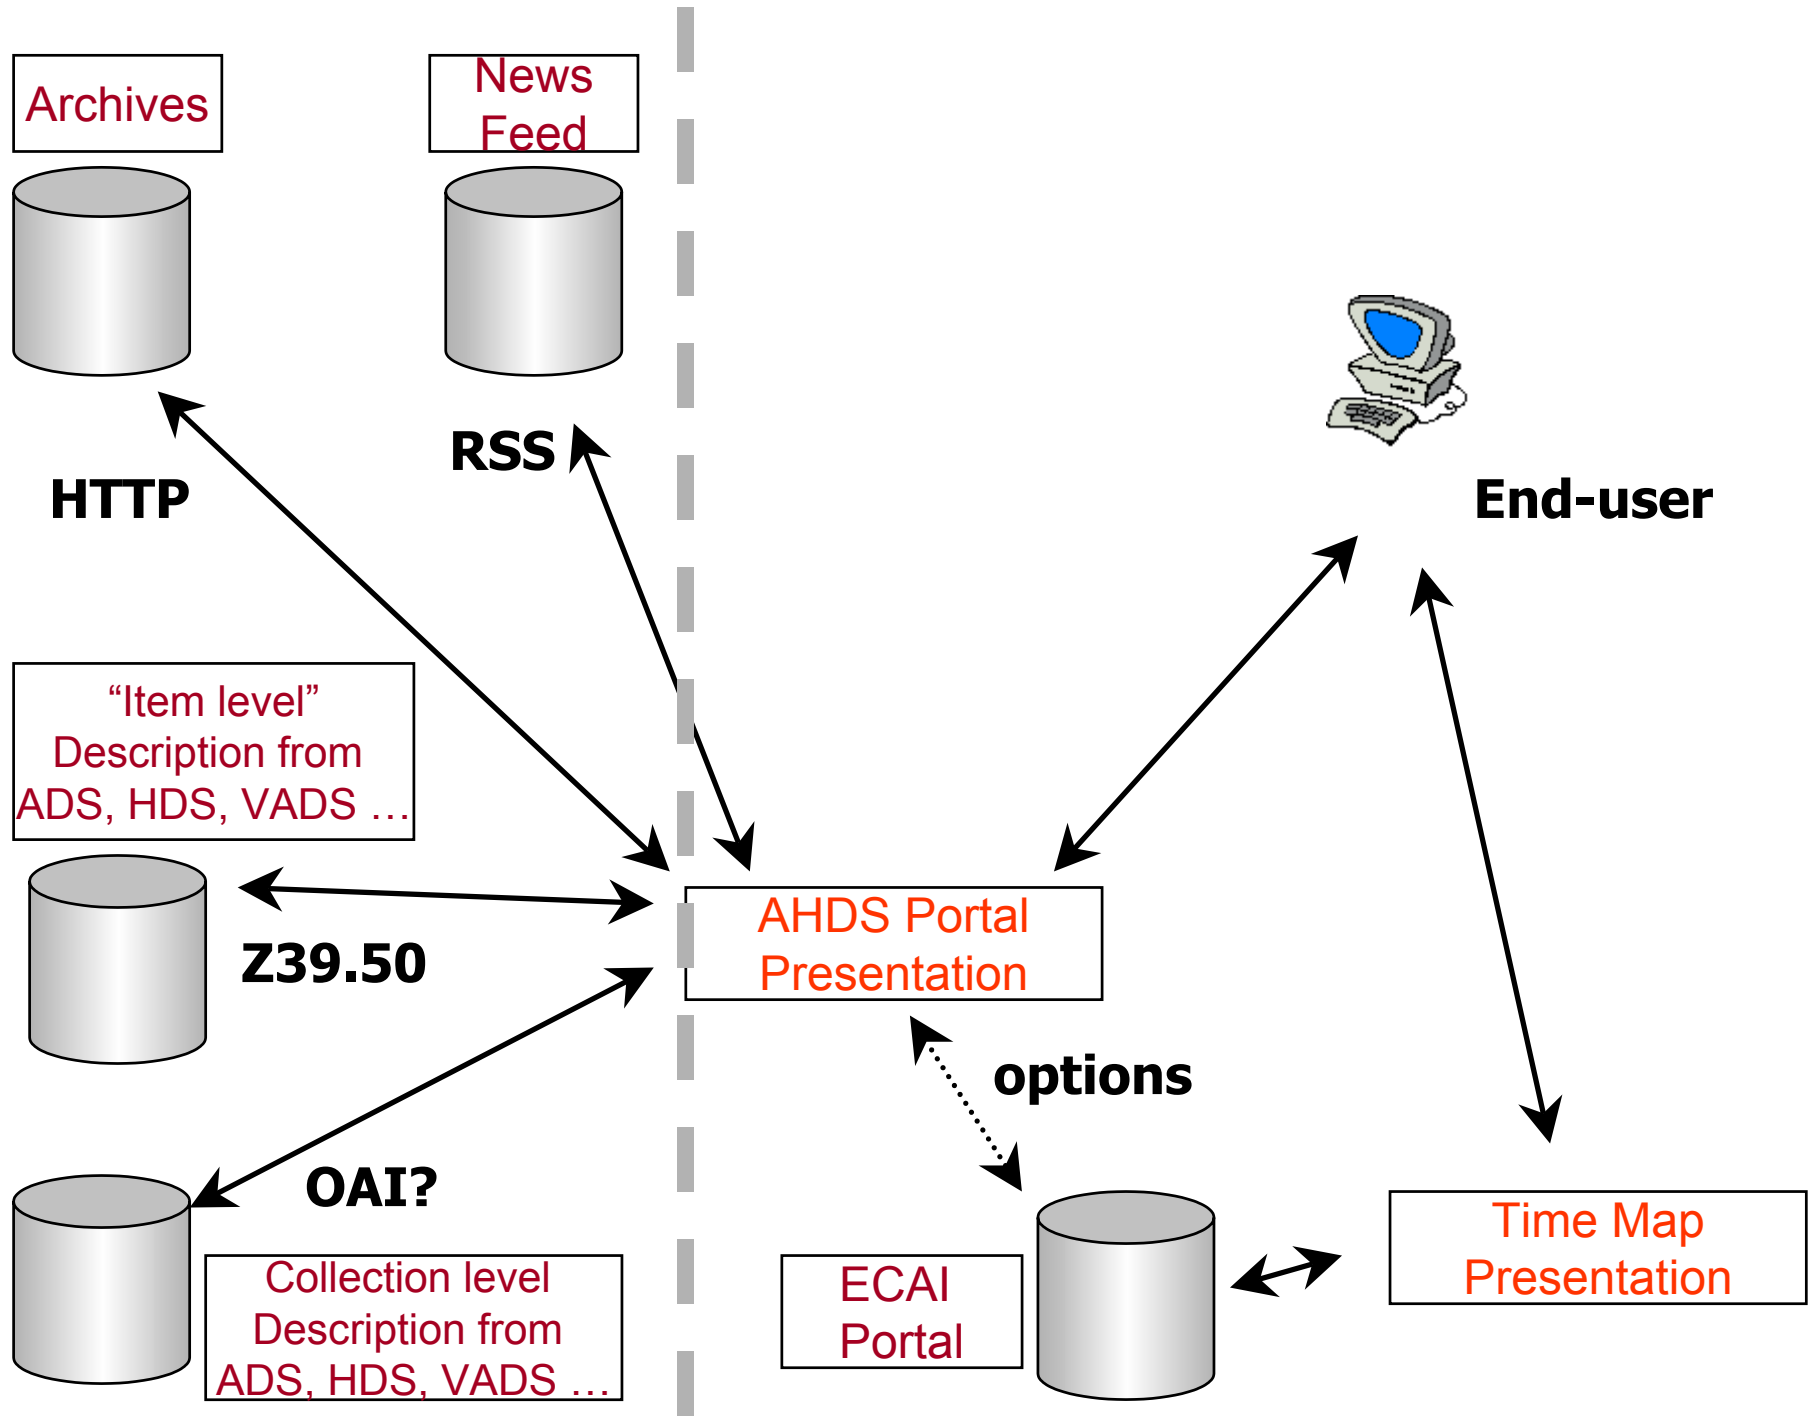 Archives
News
Feed
HTTP
RSS
End-user
“Item level”
Description from
ADS, HDS, VADS …
Z39.50
AHDS Portal
Presentation
options
OAI?
Collection level
Description from
ADS, HDS, VADS …
ECAI
Portal
Time Map
Presentation